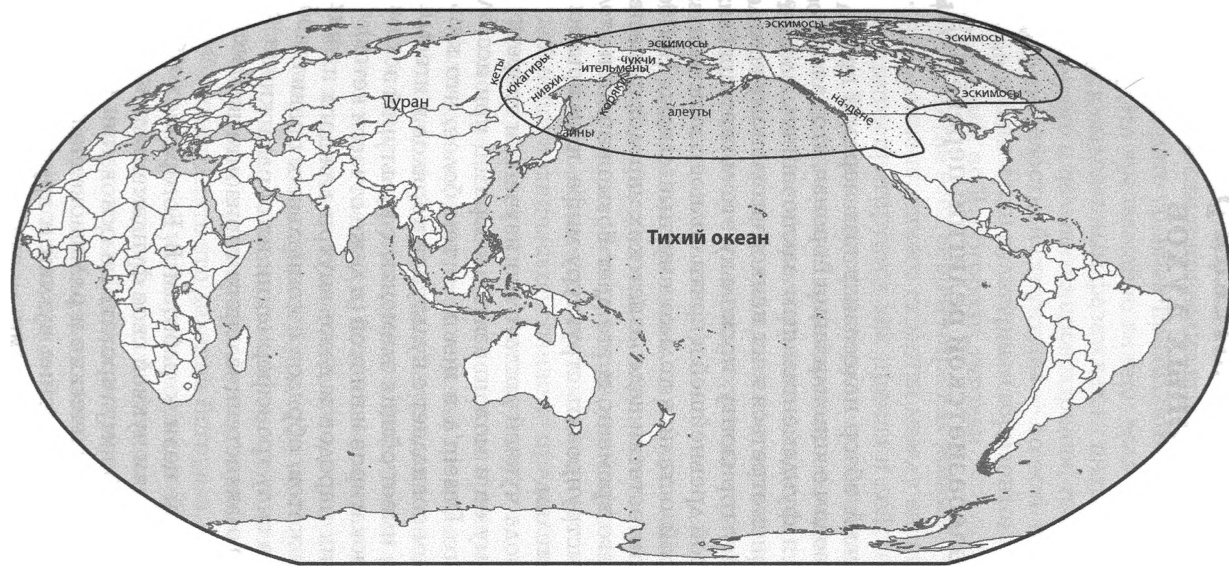 эскимосы
эскимосы
эскимосы
чукчи
ительмены
кеты
юкагиры
нивхи
коряки
Туран
эскимосы
на-дене
алеуты
айны
Тихий океан